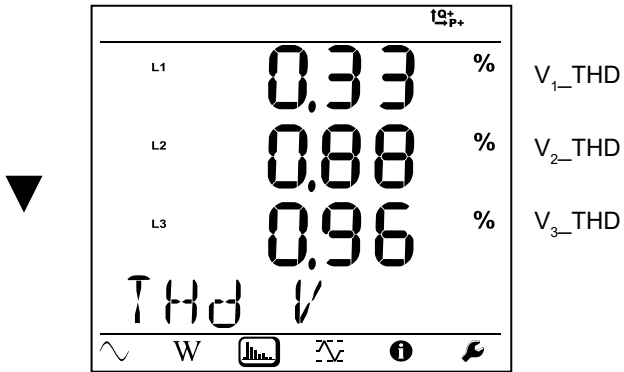 Q+
P+
L1 0.33 % V₁_THD
L2 0.88 % V₂_THD
L3 0.96 % V₃_THD
THd V
W